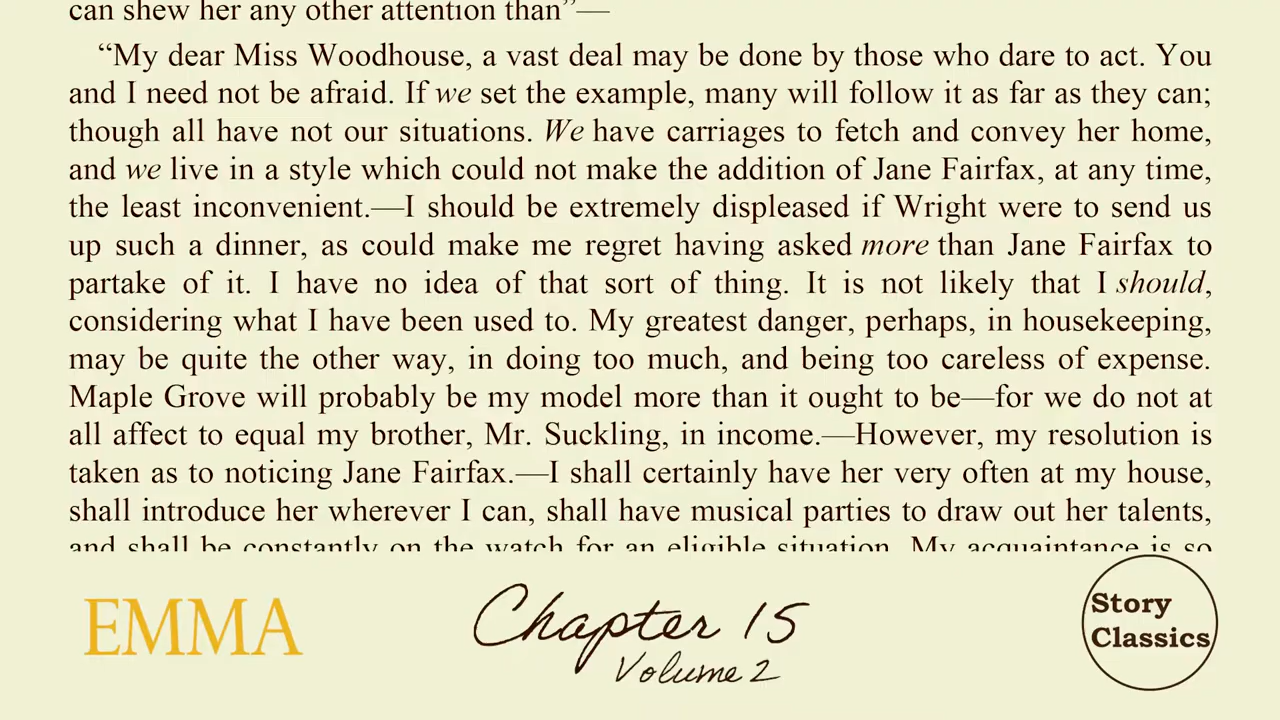 can shew her any other attention than”—
“My dear Miss Woodhouse, a vast deal may be done by those who dare to act. You
and I need not be afraid. If we set the example, many will follow it as far as they can;
though all have not our situations. We have carriages to fetch and convey her home,
and we live in a style which could not make the addition of Jane Fairfax, at any time,
the least inconvenient.—I should be extremely displeased if Wright were to send us
up such a dinner, as could make me regret having asked more than Jane Fairfax to
partake of it. I have no idea of that sort of thing. It is not likely that I should,
considering what I have been used to. My greatest danger, perhaps, in housekeeping,
may be quite the other way, in doing too much, and being too careless of expense.
Maple Grove will probably be my model more than it ought to be—for we do not at
all affect to equal my brother, Mr. Suckling, in income.—However, my resolution is
taken as to noticing Jane Fairfax.—I shall certainly have her very often at my house,
shall introduce her wherever I can, shall have musical parties to draw out her talents,
and shall be constantly on the watch for an eligible situation. My acquaintance is so
EMMA
Chapter 15
Volume 2
Story
Classics